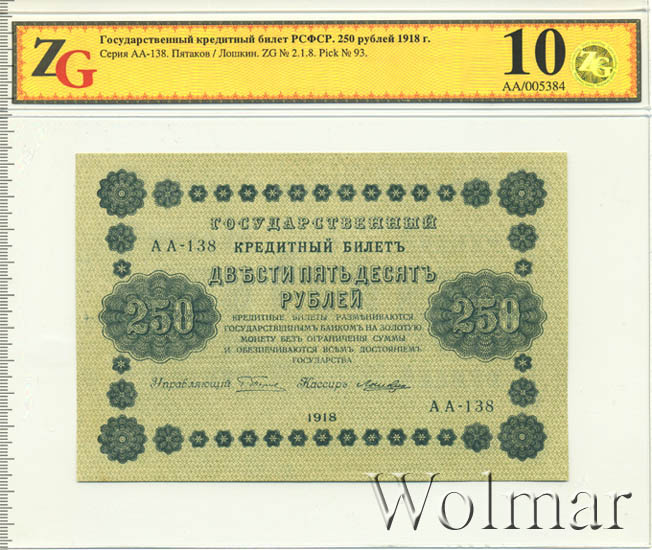 ZG
Государственный кредитный билет РСФСР. 250 рублей 1918 г.
Серия АА-138. Пятаков / Лошкин. ZG № 2.1.8. Pick № 93.
10
ZG
AA/005384
ГОСУДАРСТВЕННЫЙ
АА-138 КРЕДИТНЫЙ БИЛЕТЪ
ДВѢСТИ ПЯТЬДЕСЯТЪ
РУБЛЕЙ
250
250
КРЕДИТНЫЕ БИЛЕТЫ РАЗМѢНИВАЮТСЯ
ГОСУДАРСТВЕННЫМЪ БАНКОМЪ НА ЗОЛОТУЮ
МОНЕТУ БЕЗЪ ОГРАНИЧЕНІЯ СУММЫ
И ОБЕЗПЕЧИВАЮТСЯ ВСѢМЪ ДОСТОЯНІЕМЪ
ГОСУДАРСТВА
Управляющій Кассиръ
1918
АА-138
Wolmar